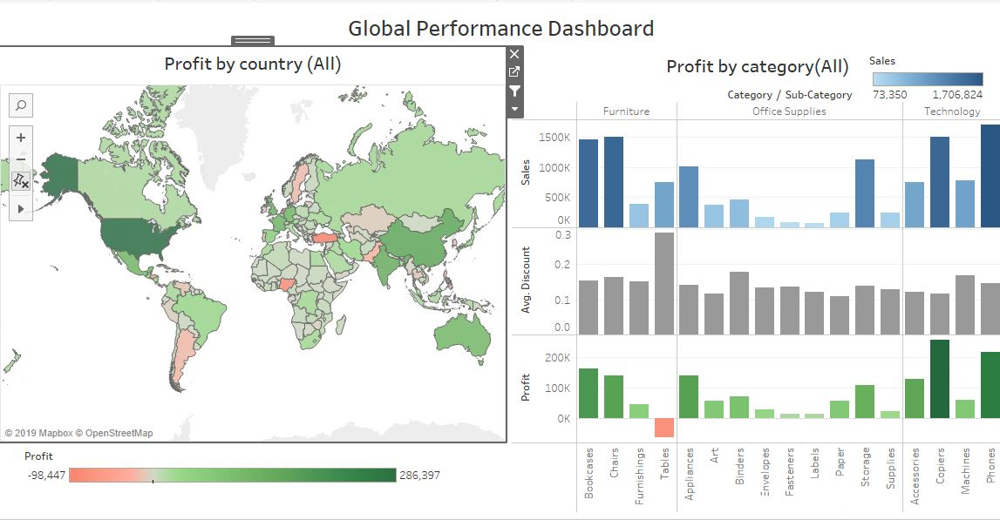 Global Performance Dashboard
Profit by country (All)
© 2019 Mapbox © OpenStreetMap
Profit
-98,447 286,397
Profit by category(All)
Sales
73,350 1,706,824
Category / Sub-Category
Furniture Office Supplies Technology
Sales
1500K
1000K
500K
0K
Avg. Discount
0.3
0.2
0.1
0.0
Profit
200K
100K
0K
Bookcases
Chairs
Furnishings
Tables
Appliances
Art
Binders
Envelopes
Fasteners
Labels
Paper
Storage
Supplies
Accessories
Copiers
Machines
Phones